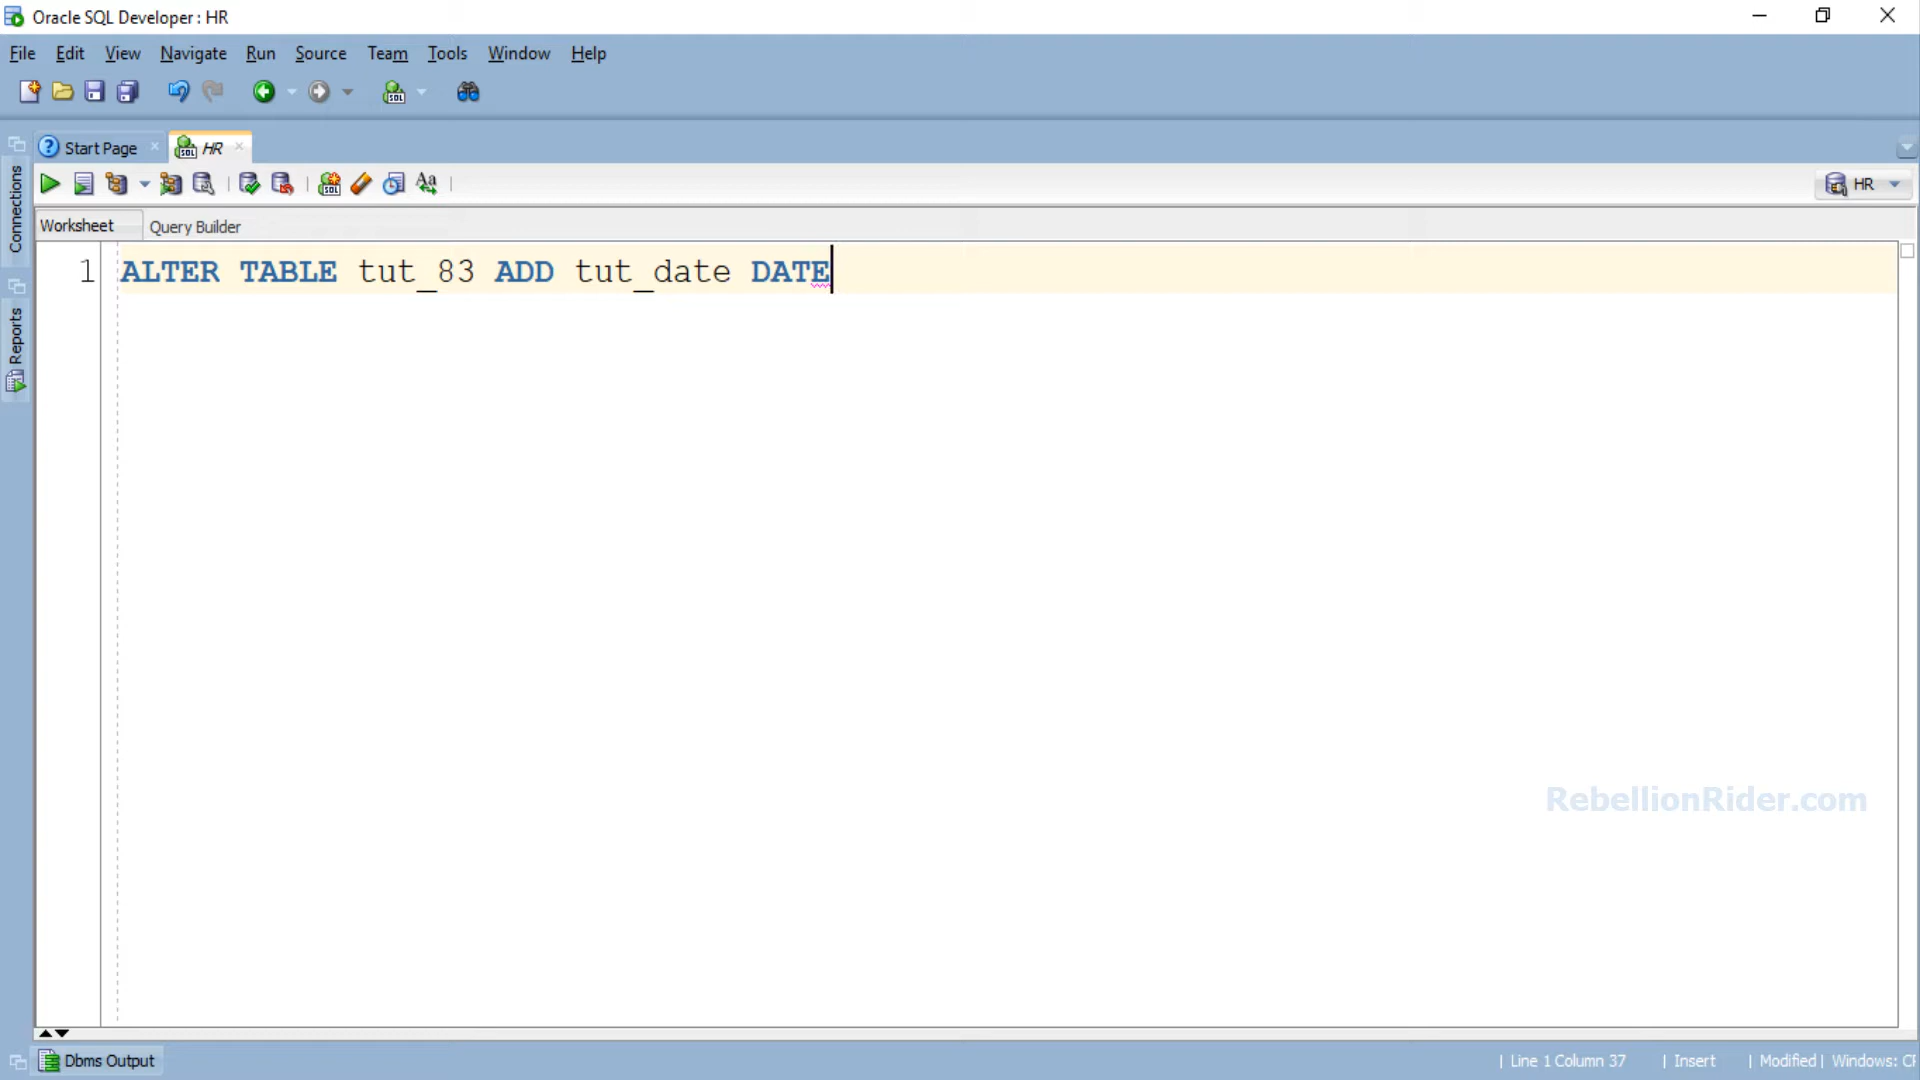 Oracle SQL Developer : HR
File Edit View Navigate Run Source Team Tools Window Help
Start Page HR
HR
Worksheet Query Builder
1 ALTER TABLE tut_83 ADD tut_date DATE
Connections
Reports
RebellionRider.com
Dbms Output
Line 1 Column 37 | Insert | Modified | Windows: CF